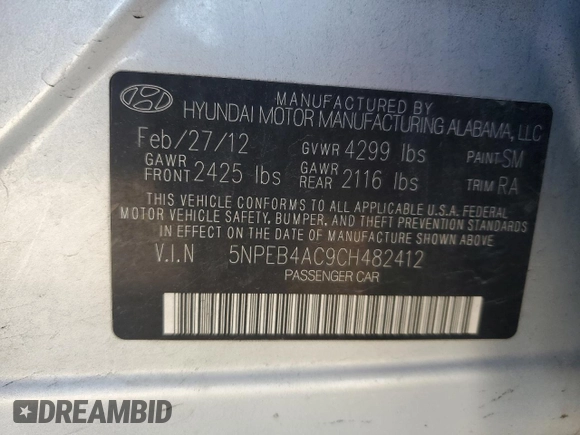 MANUFACTURED BY
HYUNDAI MOTOR MANUFACTURING ALABAMA, LLC
Feb/27/12 GVWR 4299 lbs PAINT SM
GAWR FRONT 2425 lbs GAWR REAR 2116 lbs TRIM RA
THIS VEHICLE CONFORMS TO ALL APPLICABLE U.S.A. FEDERAL
MOTOR VEHICLE SAFETY, BUMPER, AND THEFT PREVENTION STANDARDS
IN EFFECT ON THE DATE OF MANUFACTURE SHOWN ABOVE.
V.I.N 5NPEB4AC9CH482412
PASSENGER CAR
DREAMBID